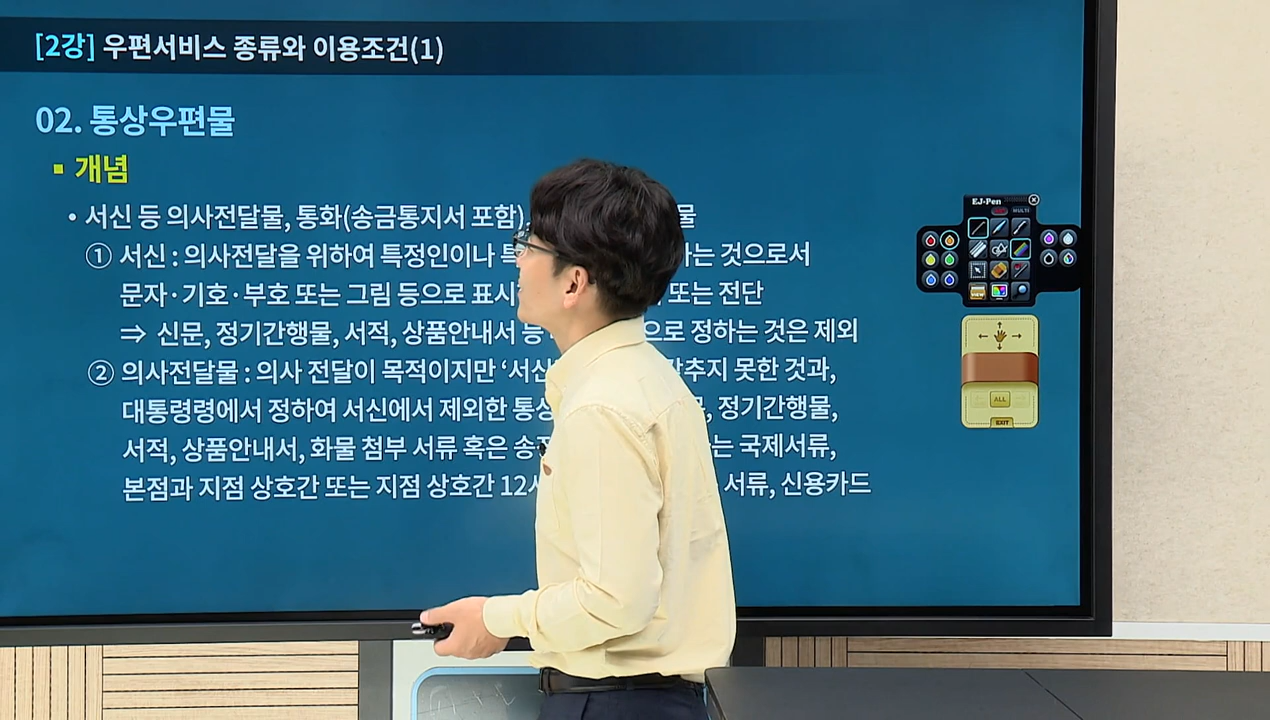 [2강] 우편서비스 종류와 이용조건(1)
02. 통상우편물
▪ 개념
• 서신 등 의사전달물, 통화(송금통지서 포함), 물
① 서신 : 의사전달을 위하여 특정인이나 는 것으로서
문자·기호·부호 또는 그림 등으로 또는 전단
⇒ 신문, 정기간행물, 서적, 상품안내서 등 으로 정하는 것은 제외
② 의사전달물 : 의사 전달이 목적이지만 ‘서신 갖추지 못한 것과,
대통령령에서 정하여 서신에서 제외한 정기간행물,
서적, 상품안내서, 화물 첨부 서류 혹은 는 국제서류,
본점과 지점 상호간 또는 지점 상호간 12 서류, 신용카드
EJ-Pen
MULTI
VIEW
ALL
EXIT